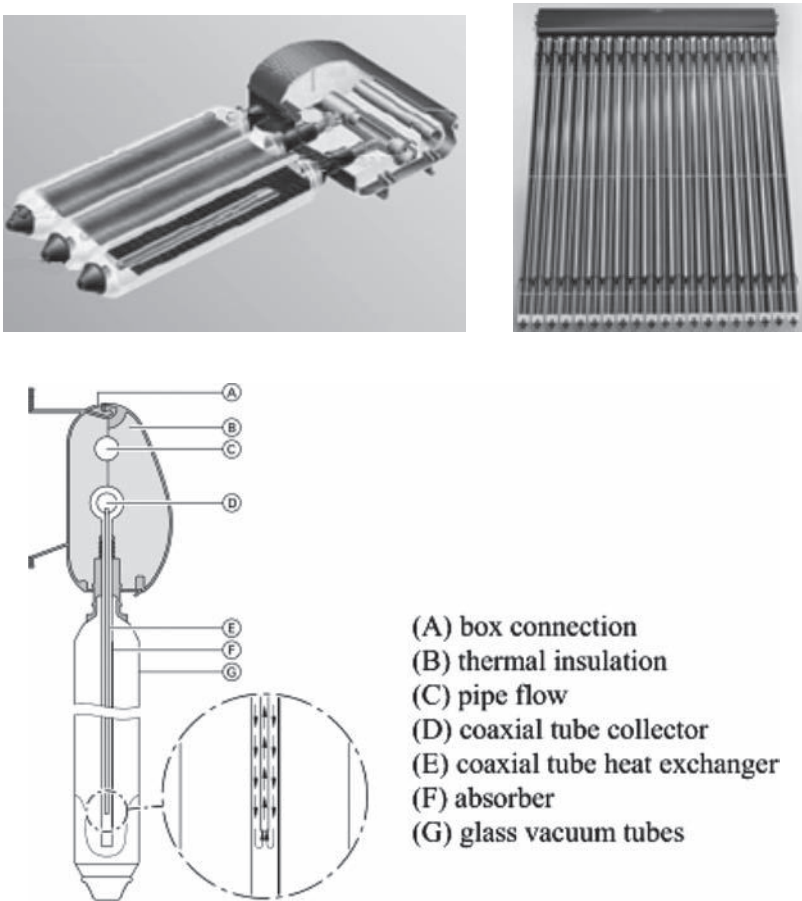 A
B
C
D
E
F
G
(A) box connection
(B) thermal insulation
(C) pipe flow
(D) coaxial tube collector
(E) coaxial tube heat exchanger
(F) absorber
(G) glass vacuum tubes